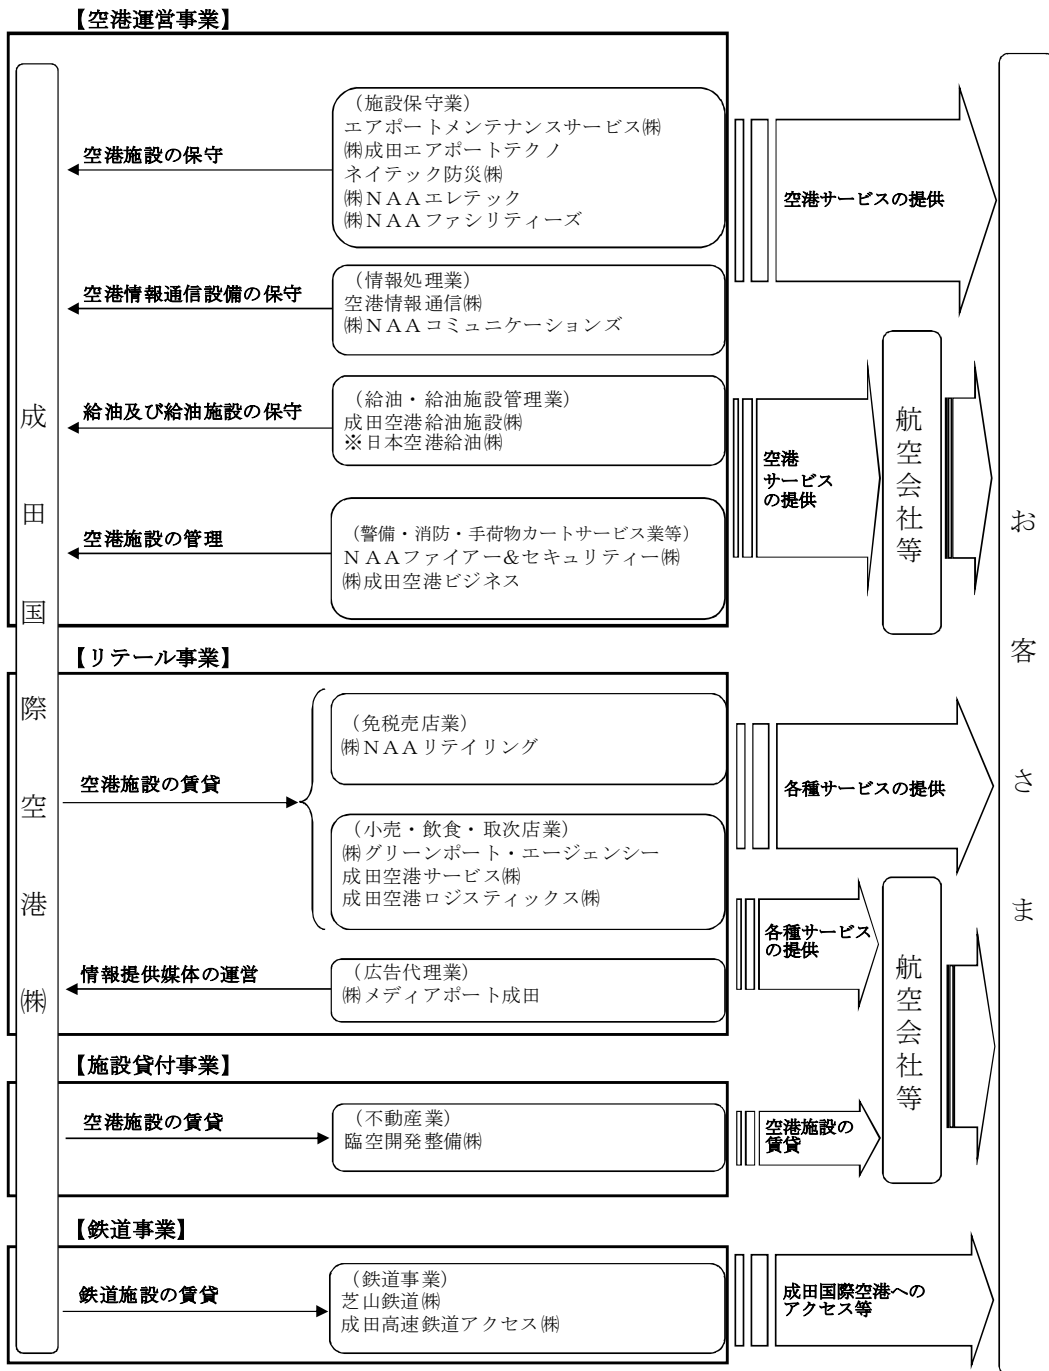 【空港運営事業】
（施設保守業）
エアポートメンテナンスサービス㈱
㈱成田エアポートテクノ
ネイテック防災㈱
㈱ＮＡＡエレテック
㈱ＮＡＡファシリティーズ
空港施設の保守
空港サービスの提供
（情報処理業）
空港情報通信㈱
㈱ＮＡＡコミュニケーションズ
空港情報通信設備の保守
（給油・給油施設管理業）
成田空港給油施設㈱
※日本空港給油㈱
給油及び給油施設の保守
空港
サービス
の提供
航空会社等
（警備・消防・手荷物カートサービス業等）
ＮＡＡファイアー&セキュリティー㈱
㈱成田空港ビジネス
空港施設の管理
成田国際空港㈱
お客さま
【リテール事業】
（免税売店業）
㈱ＮＡＡリテイリング
空港施設の賃貸
各種サービスの提供
（小売・飲食・取次店業）
㈱グリーンポート・エージェンシー
成田空港サービス㈱
成田空港ロジスティックス㈱
各種サービス
の提供
情報提供媒体の運営
（広告代理業）
㈱メディアポート成田
航空会社等
【施設貸付事業】
空港施設の賃貸
（不動産業）
臨空開発整備㈱
空港施設の
賃貸
【鉄道事業】
鉄道施設の賃貸
（鉄道事業）
芝山鉄道㈱
成田高速鉄道アクセス㈱
成田国際空港への
アクセス等